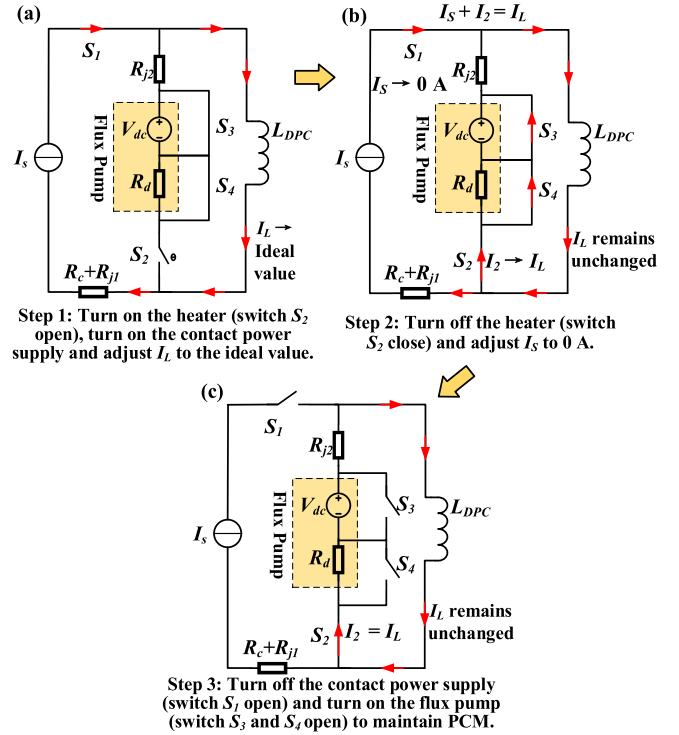 (a)
S1
Rj2
Flux Pump
Vdc
S3
LDPC
Is
Rd
S4
IL →
Ideal
value
S2
Rc+Rj1
Step 1: Turn on the heater (switch S2
open), turn on the contact power
supply and adjust IL to the ideal value.
(b)
IS + I2 = IL
S1
Rj2
IS → 0 A
Flux Pump
Vdc
S3
LDPC
Is
Rd
S4
IL remains
unchanged
S2 I2 → IL
Rc+Rj1
Step 2: Turn off the heater (switch
S2 close) and adjust IS to 0 A.
(c)
S1
Rj2
Flux Pump
Vdc
S3
LDPC
Is
Rd
S4
IL remains
unchanged
S2 I2 = IL
Rc+Rj1
Step 3: Turn off the contact power supply
(switch S1 open) and turn on the flux pump
(switch S3 and S4 open) to maintain PCM.